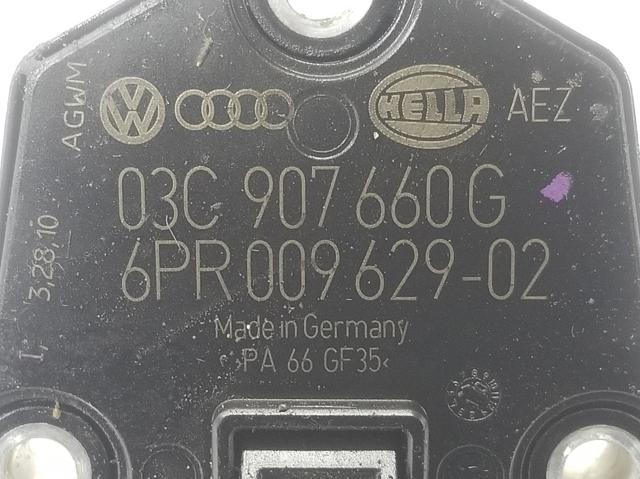 AGWM
HELLA AEZ
03C 907 660 G
6PR 009 629-02
Made in Germany
>PA 66 GF35<
I, 3,28,10